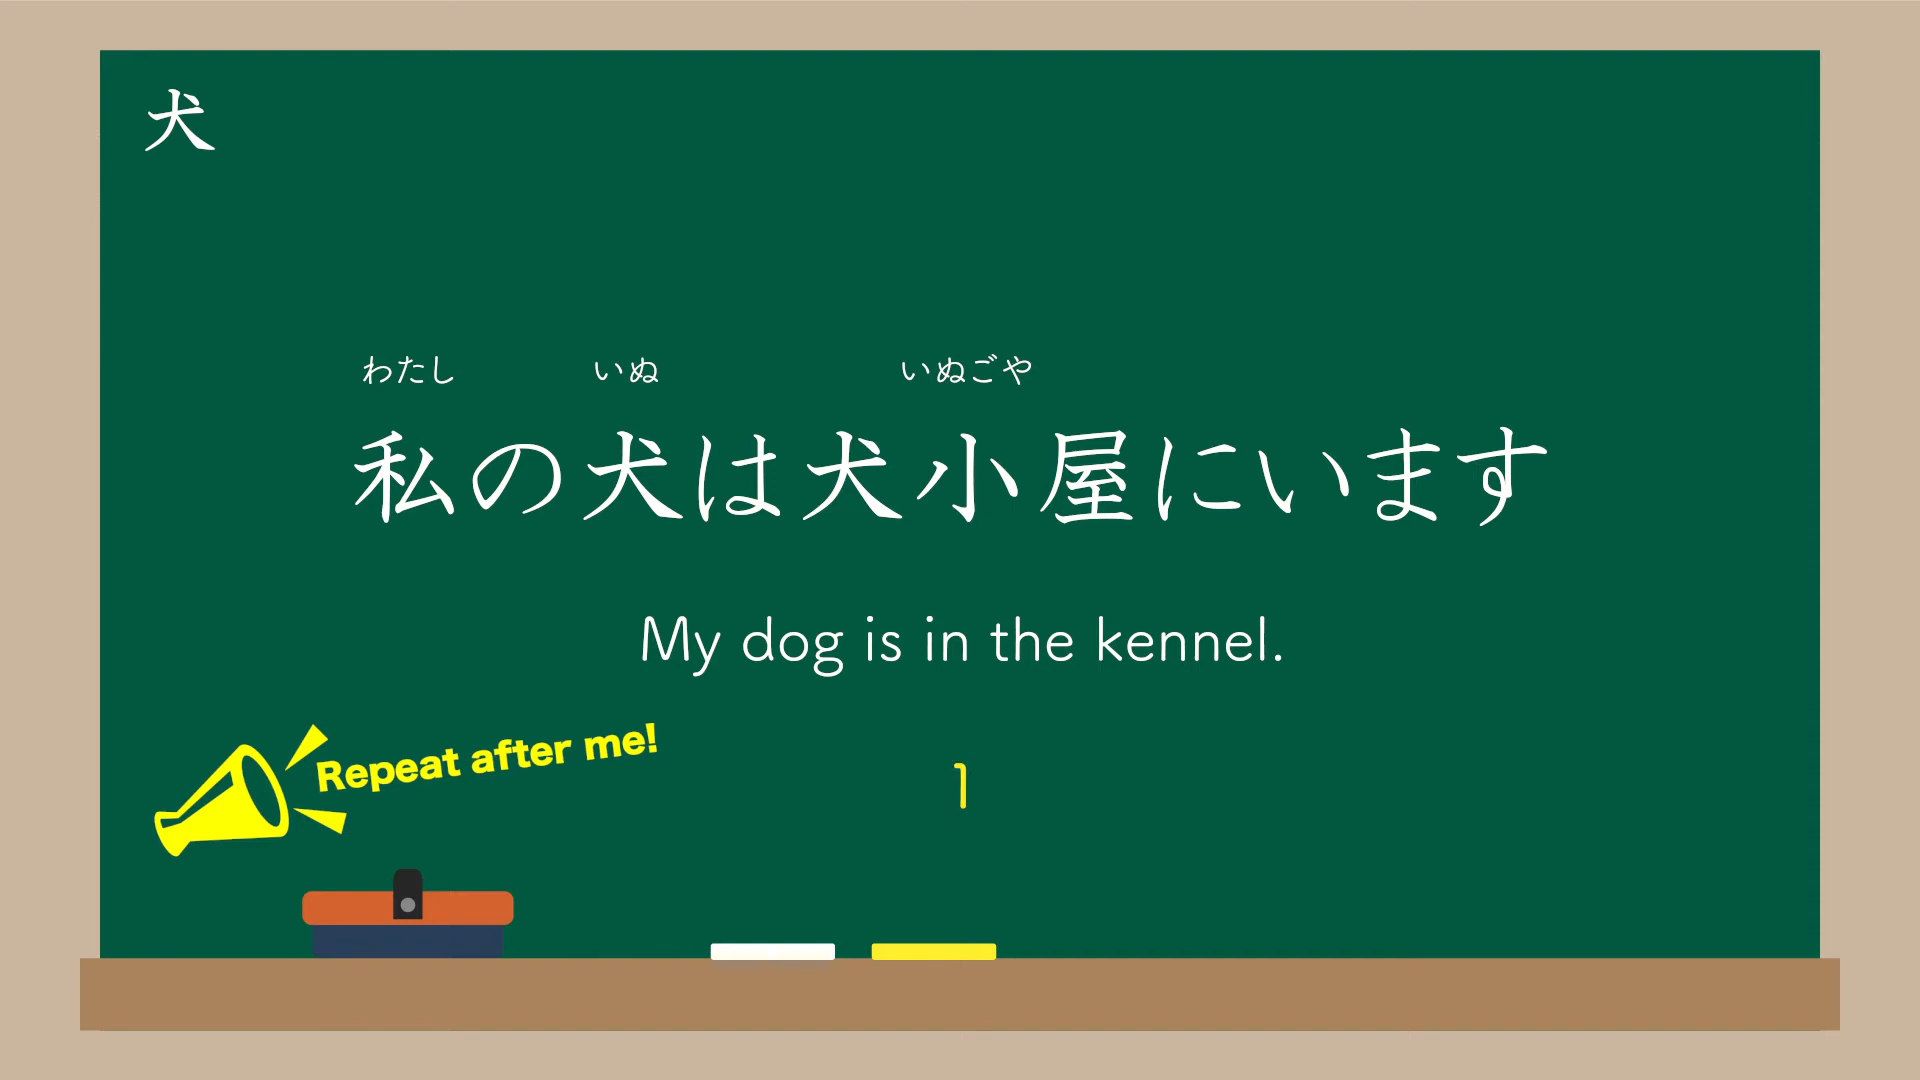 犬
わたし いぬ いぬごや
私の犬は犬小屋にいます
My dog is in the kennel.
Repeat after me!
1